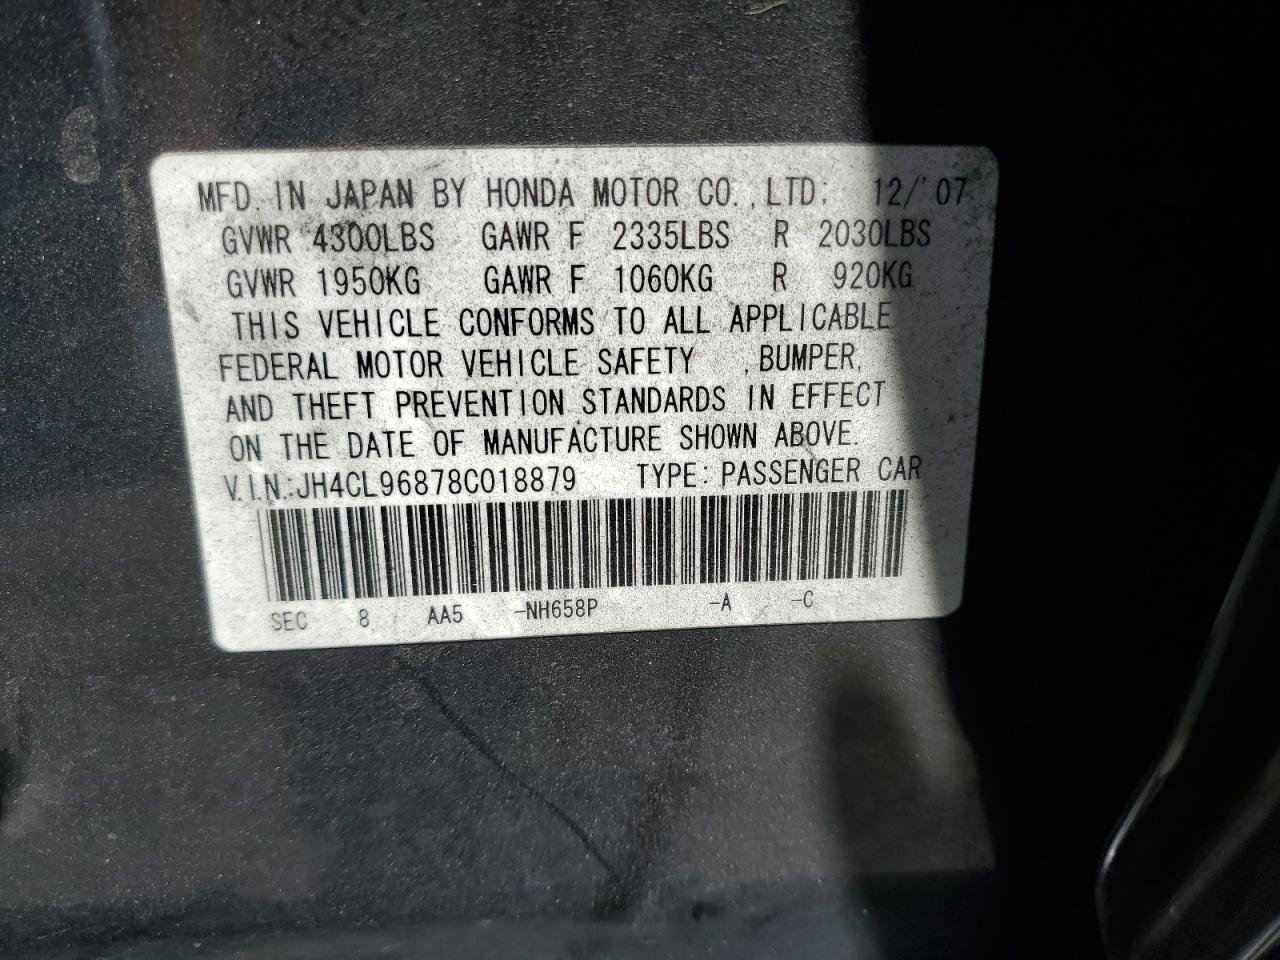 MFD. IN JAPAN BY HONDA MOTOR CO., LTD: 12/'07
GVWR 4300LBS GAWR F 2335LBS R 2030LBS
GVWR 1950KG GAWR F 1060KG R 920KG
THIS VEHICLE CONFORMS TO ALL APPLICABLE
FEDERAL MOTOR VEHICLE SAFETY , BUMPER,
AND THEFT PREVENTION STANDARDS IN EFFECT
ON THE DATE OF MANUFACTURE SHOWN ABOVE.
V.I.N.:JH4CL96878C018879 TYPE: PASSENGER CAR
SEC 8 AA5 -NH658P -A -C